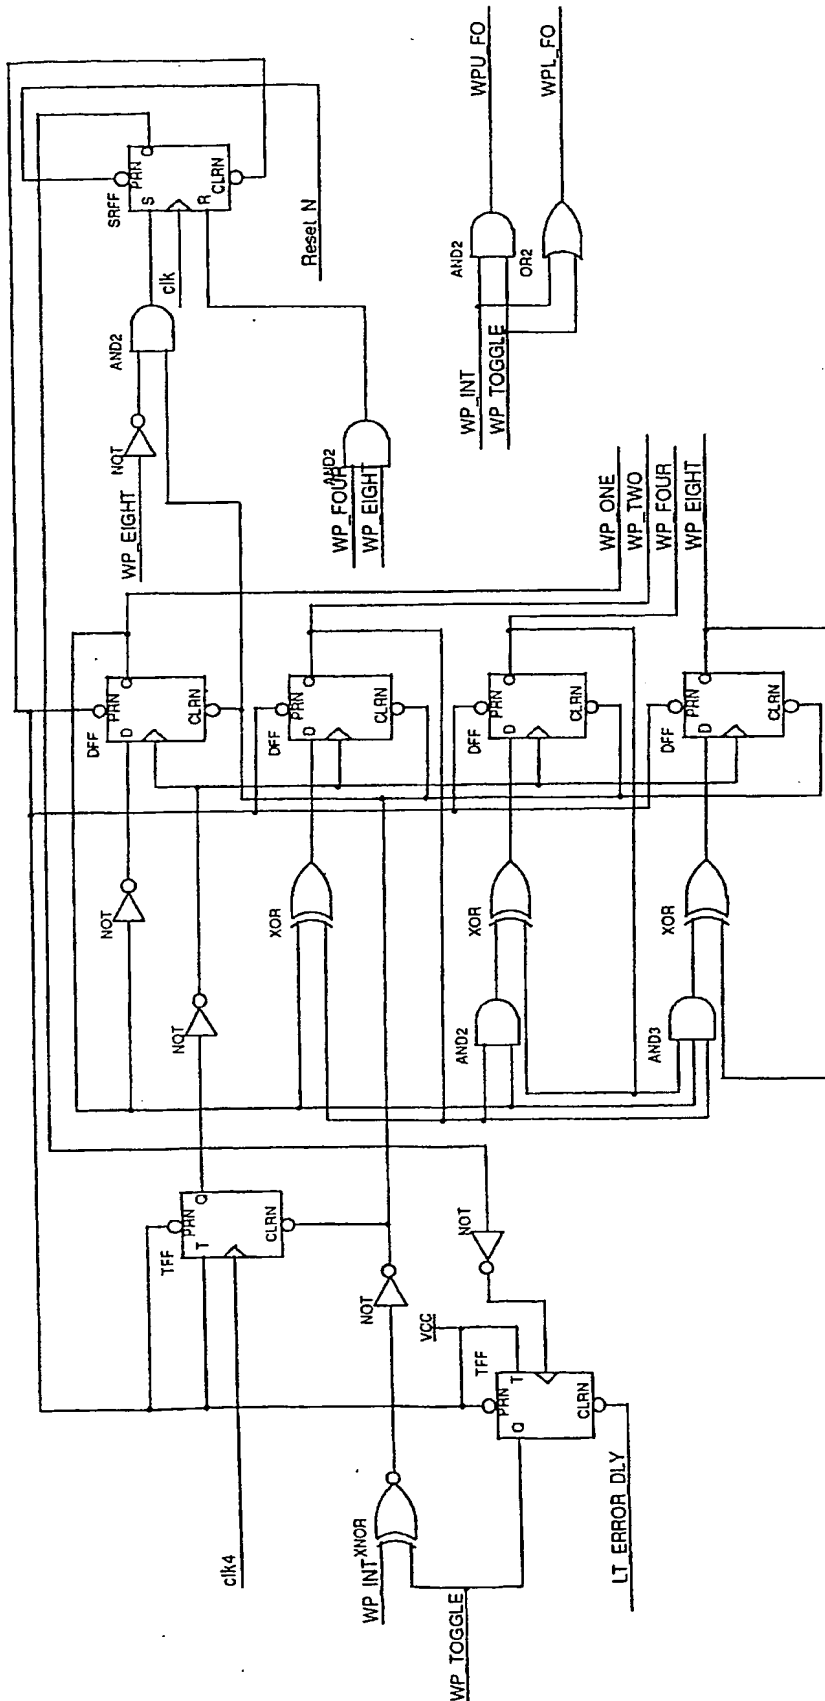 WPU_FO
WPL_FO
SRFF
PRN
S
Q
R
CLRN
clk
Reset_N
AND2
NOT
WP_EIGHT
AND2
WP_FOUR
WP_EIGHT
AND2
OR2
WP_INT
WP_TOGGLE
WP_ONE
WP_TWO
WP_FOUR
WP_EIGHT
DFF
PRN
D
Q
CLRN
DFF
PRN
D
Q
CLRN
DFF
PRN
D
Q
CLRN
DFF
PRN
D
Q
CLRN
NOT
NOT
XOR
XOR
XOR
AND2
AND3
TFF
PRN
T
Q
CLRN
NOT
NOT
VCC
TFF
PRN
T
Q
CLRN
clk4
WP_INT
XNOR
WP_TOGGLE
LT_ERROR_DLY